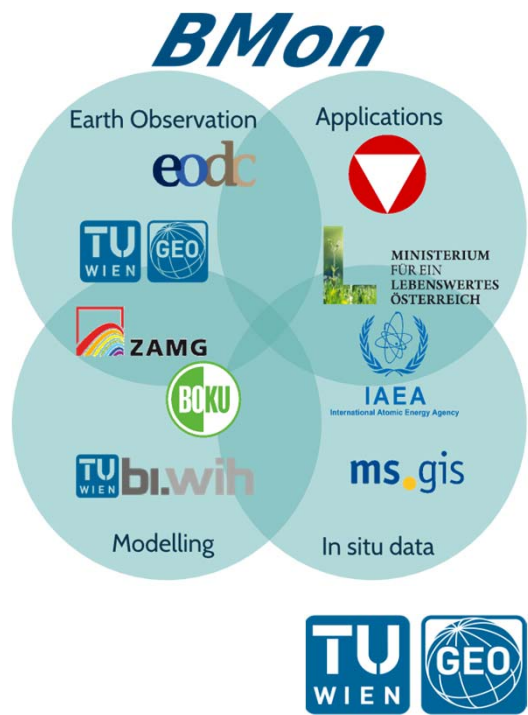 BMon
Earth Observation
Applications
eodc
TU
WIEN
GEO
MINISTERIUM
FÜR EIN
LEBENSWERTES
ÖSTERREICH
ZAMG
IAEA
International Atomic Energy Agency
BOKU
TU
WIEN
bi.wih
ms.gis
Modelling
In situ data
TU
WIEN
GEO